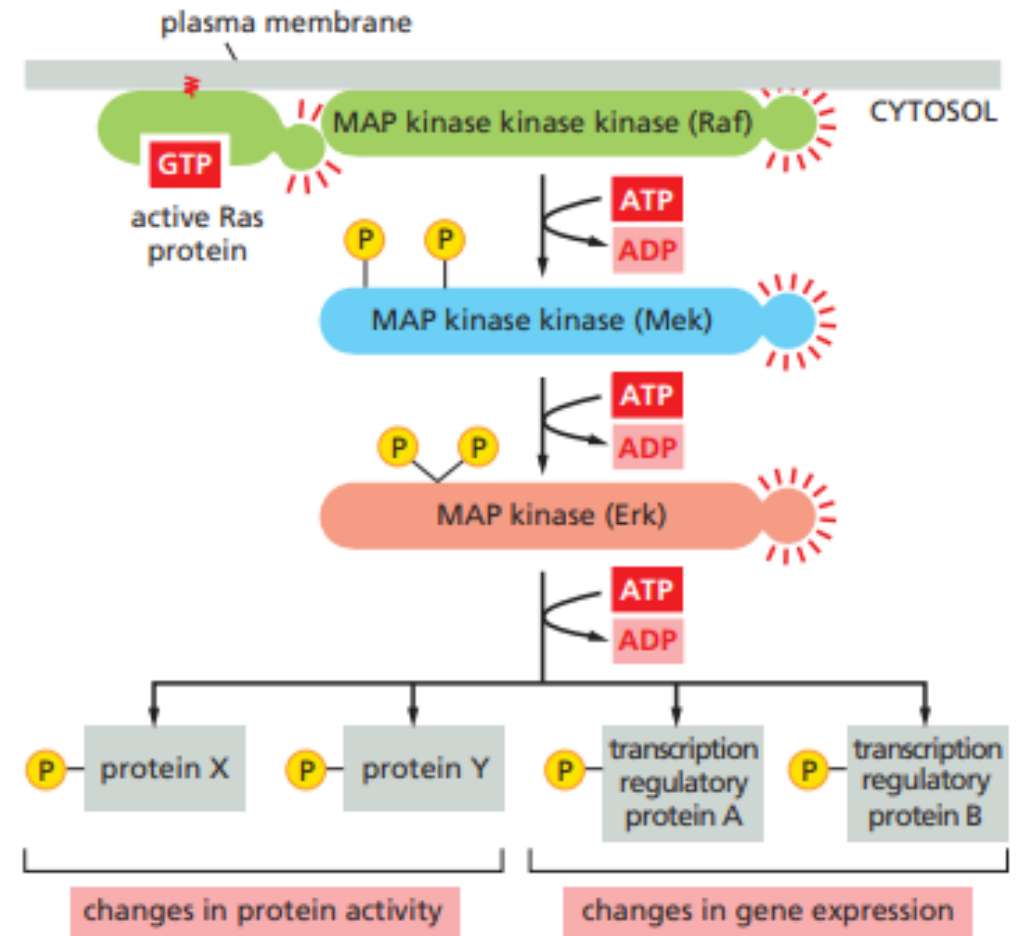 plasma membrane
CYTOSOL
MAP kinase kinase kinase (Raf)
GTP
active Ras
protein
ATP
ADP
P
P
MAP kinase kinase (Mek)
ATP
ADP
P
P
MAP kinase (Erk)
ATP
ADP
P
protein X
P
protein Y
P
transcription
regulatory
protein A
P
transcription
regulatory
protein B
changes in protein activity
changes in gene expression